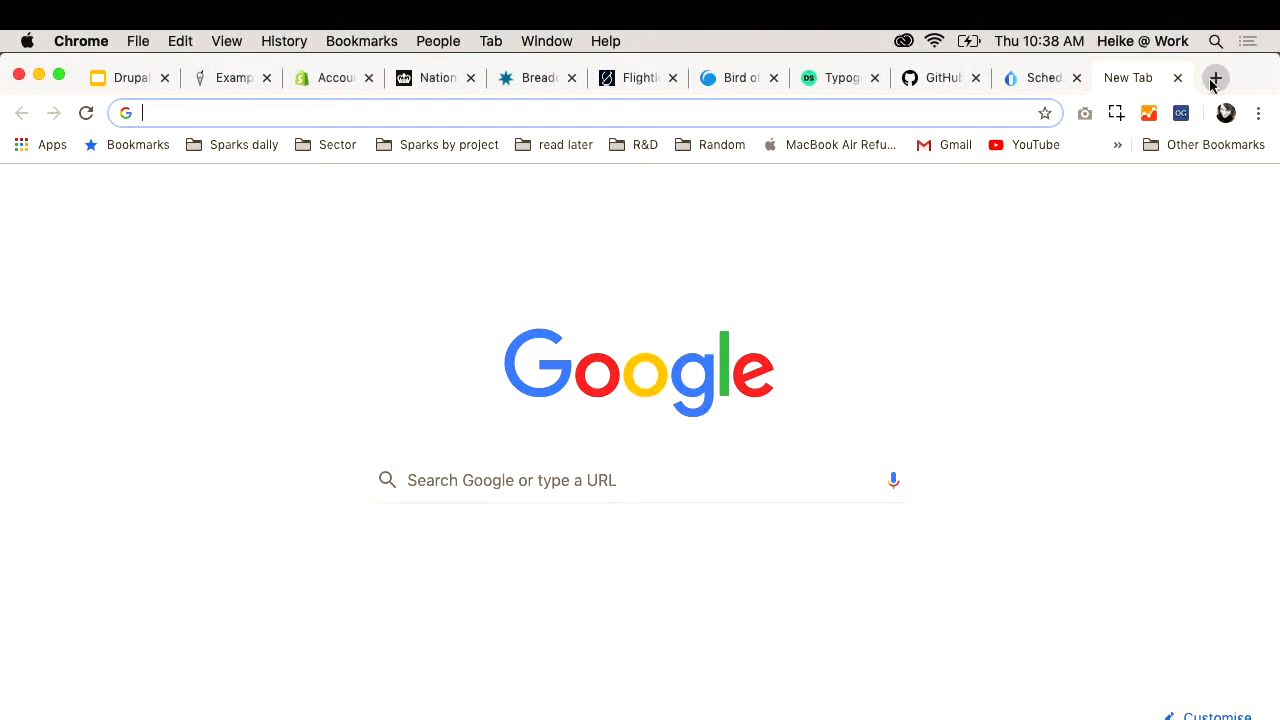 Chrome File Edit View History Bookmarks People Tab Window Help Thu 10:38 AM Heike @ Work
Drupal Examp Accou Nation Bread Flightl Bird of Typog GitHub Sched New Tab
G
Apps Bookmarks Sparks daily Sector Sparks by project read later R&D Random MacBook Air Refu... Gmail YouTube » Other Bookmarks
Google
Search Google or type a URL
Customise